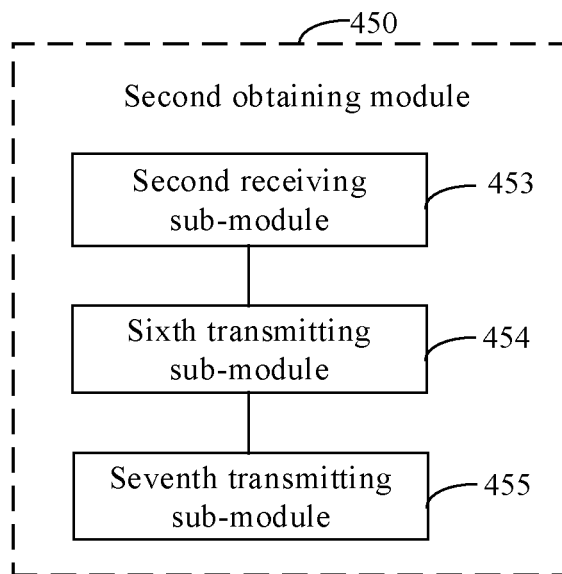 450
Second obtaining module
Second receiving
sub-module
453
Sixth transmitting
sub-module
454
Seventh transmitting
sub-module
455